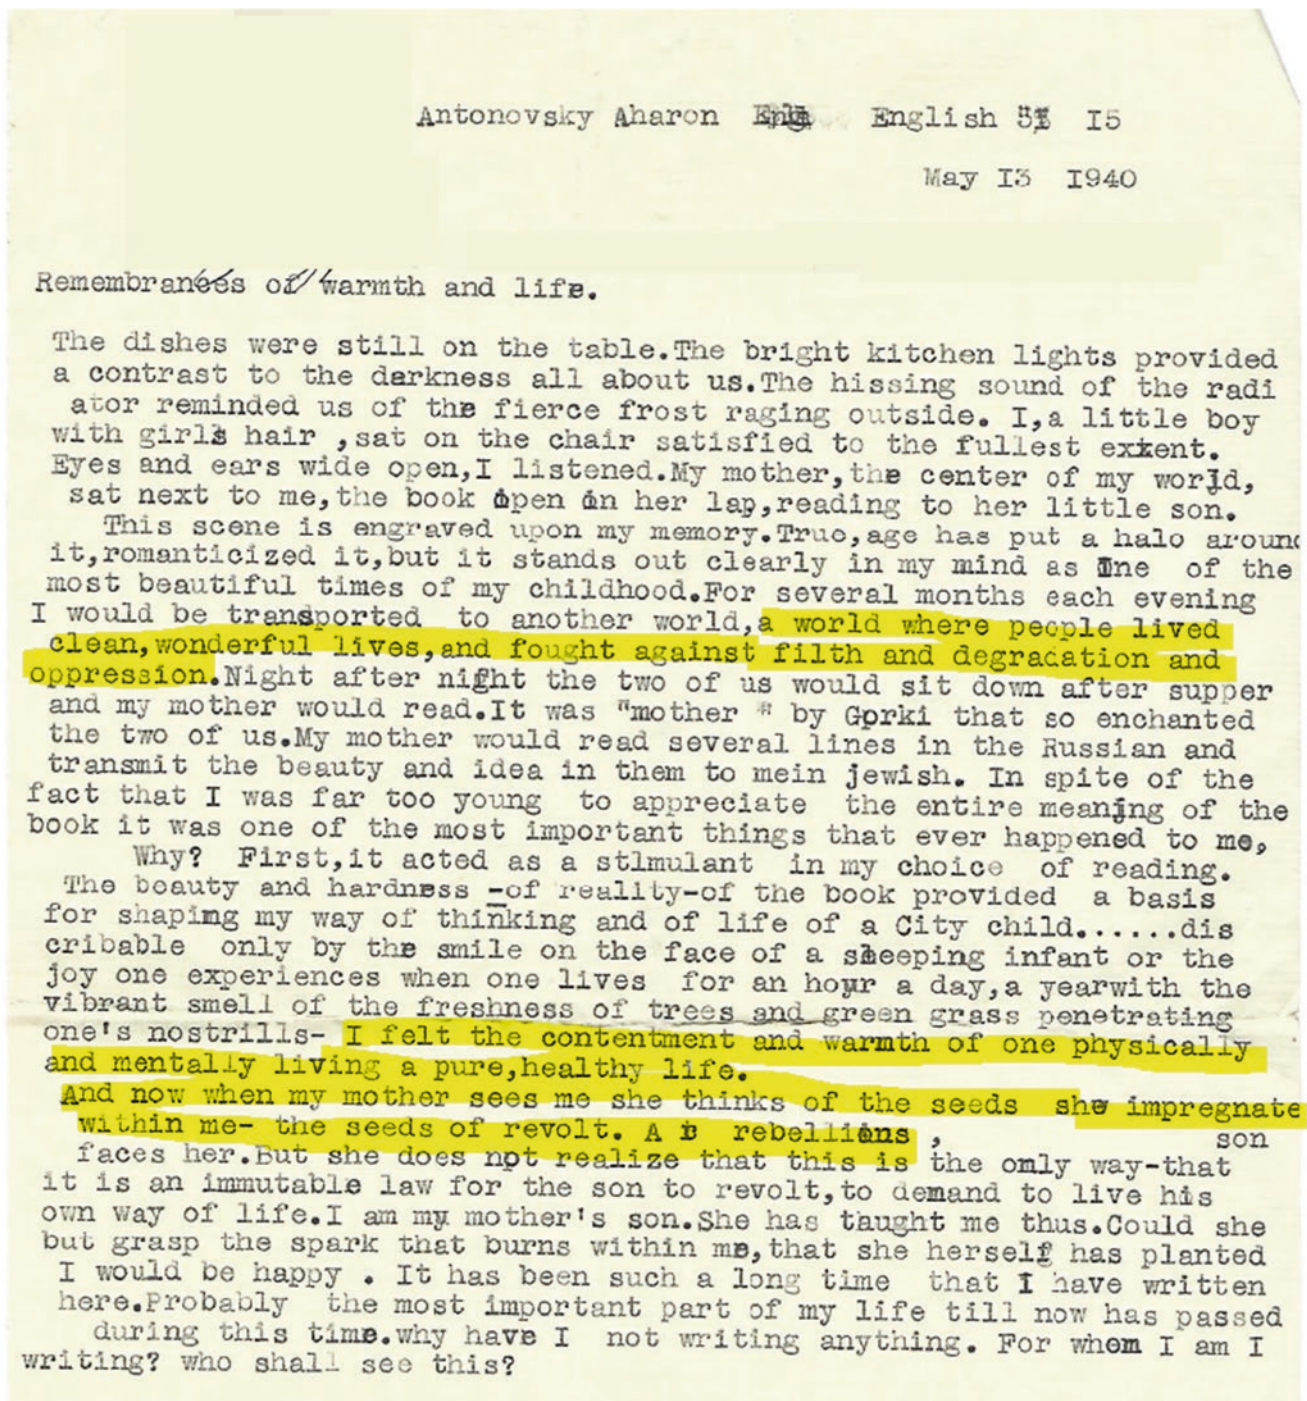 Antonovsky Aharon English 51 I5
May I3 I940
Remembrances of warmth and life.
The dishes were still on the table.The bright kitchen lights provided
a contrast to the darkness all about us.The hissing sound of the radi
ator reminded us of the fierce frost raging outside. I,a little boy
with girls hair ,sat on the chair satisfied to the fullest extent.
Eyes and ears wide open,I listened.My mother,the center of my world,
sat next to me,the book open in her lap,reading to her little son.
This scene is engraved upon my memory.True,age has put a halo around
it,romanticized it,but it stands out clearly in my mind as One of the
most beautiful times of my childhood.For several months each evening
I would be transported to another world,a world where people lived
clean,wonderful lives,and fought against filth and degradation and
oppression.Night after night the two of us would sit down after supper
and my mother would read.It was "mother " by Gorki that so enchanted
the two of us.My mother would read several lines in the Russian and
transmit the beauty and idea in them to mein jewish. In spite of the
fact that I was far too young to appreciate the entire meaning of the
book it was one of the most important things that ever happened to me,
Why? First,it acted as a stlmulant in my choice of reading.
The beauty and hardness -of reality-of the book provided a basis
for shaping my way of thinking and of life of a City child......dis
cribable only by the smile on the face of a sleeping infant or the
joy one experiences when one lives for an hour a day,a yearwith the
vibrant smell of the freshness of trees and green grass penetrating
one's nostrills- I felt the contentment and warmth of one physically
and mentally living a pure,healthy life.
And now when my mother sees me she thinks of the seeds she impregnate
within me- the seeds of revolt. A rebellions , son
faces her.But she does not realize that this is the only way-that
it is an immutable law for the son to revolt,to demand to live his
own way of life.I am my mother's son.She has taught me thus.Could she
but grasp the spark that burns within me,that she herself has planted
I would be happy . It has been such a long time that I have written
here.Probably the most important part of my life till now has passed
during this time.why have I not writing anything. For whom I am I
writing? who shall see this?